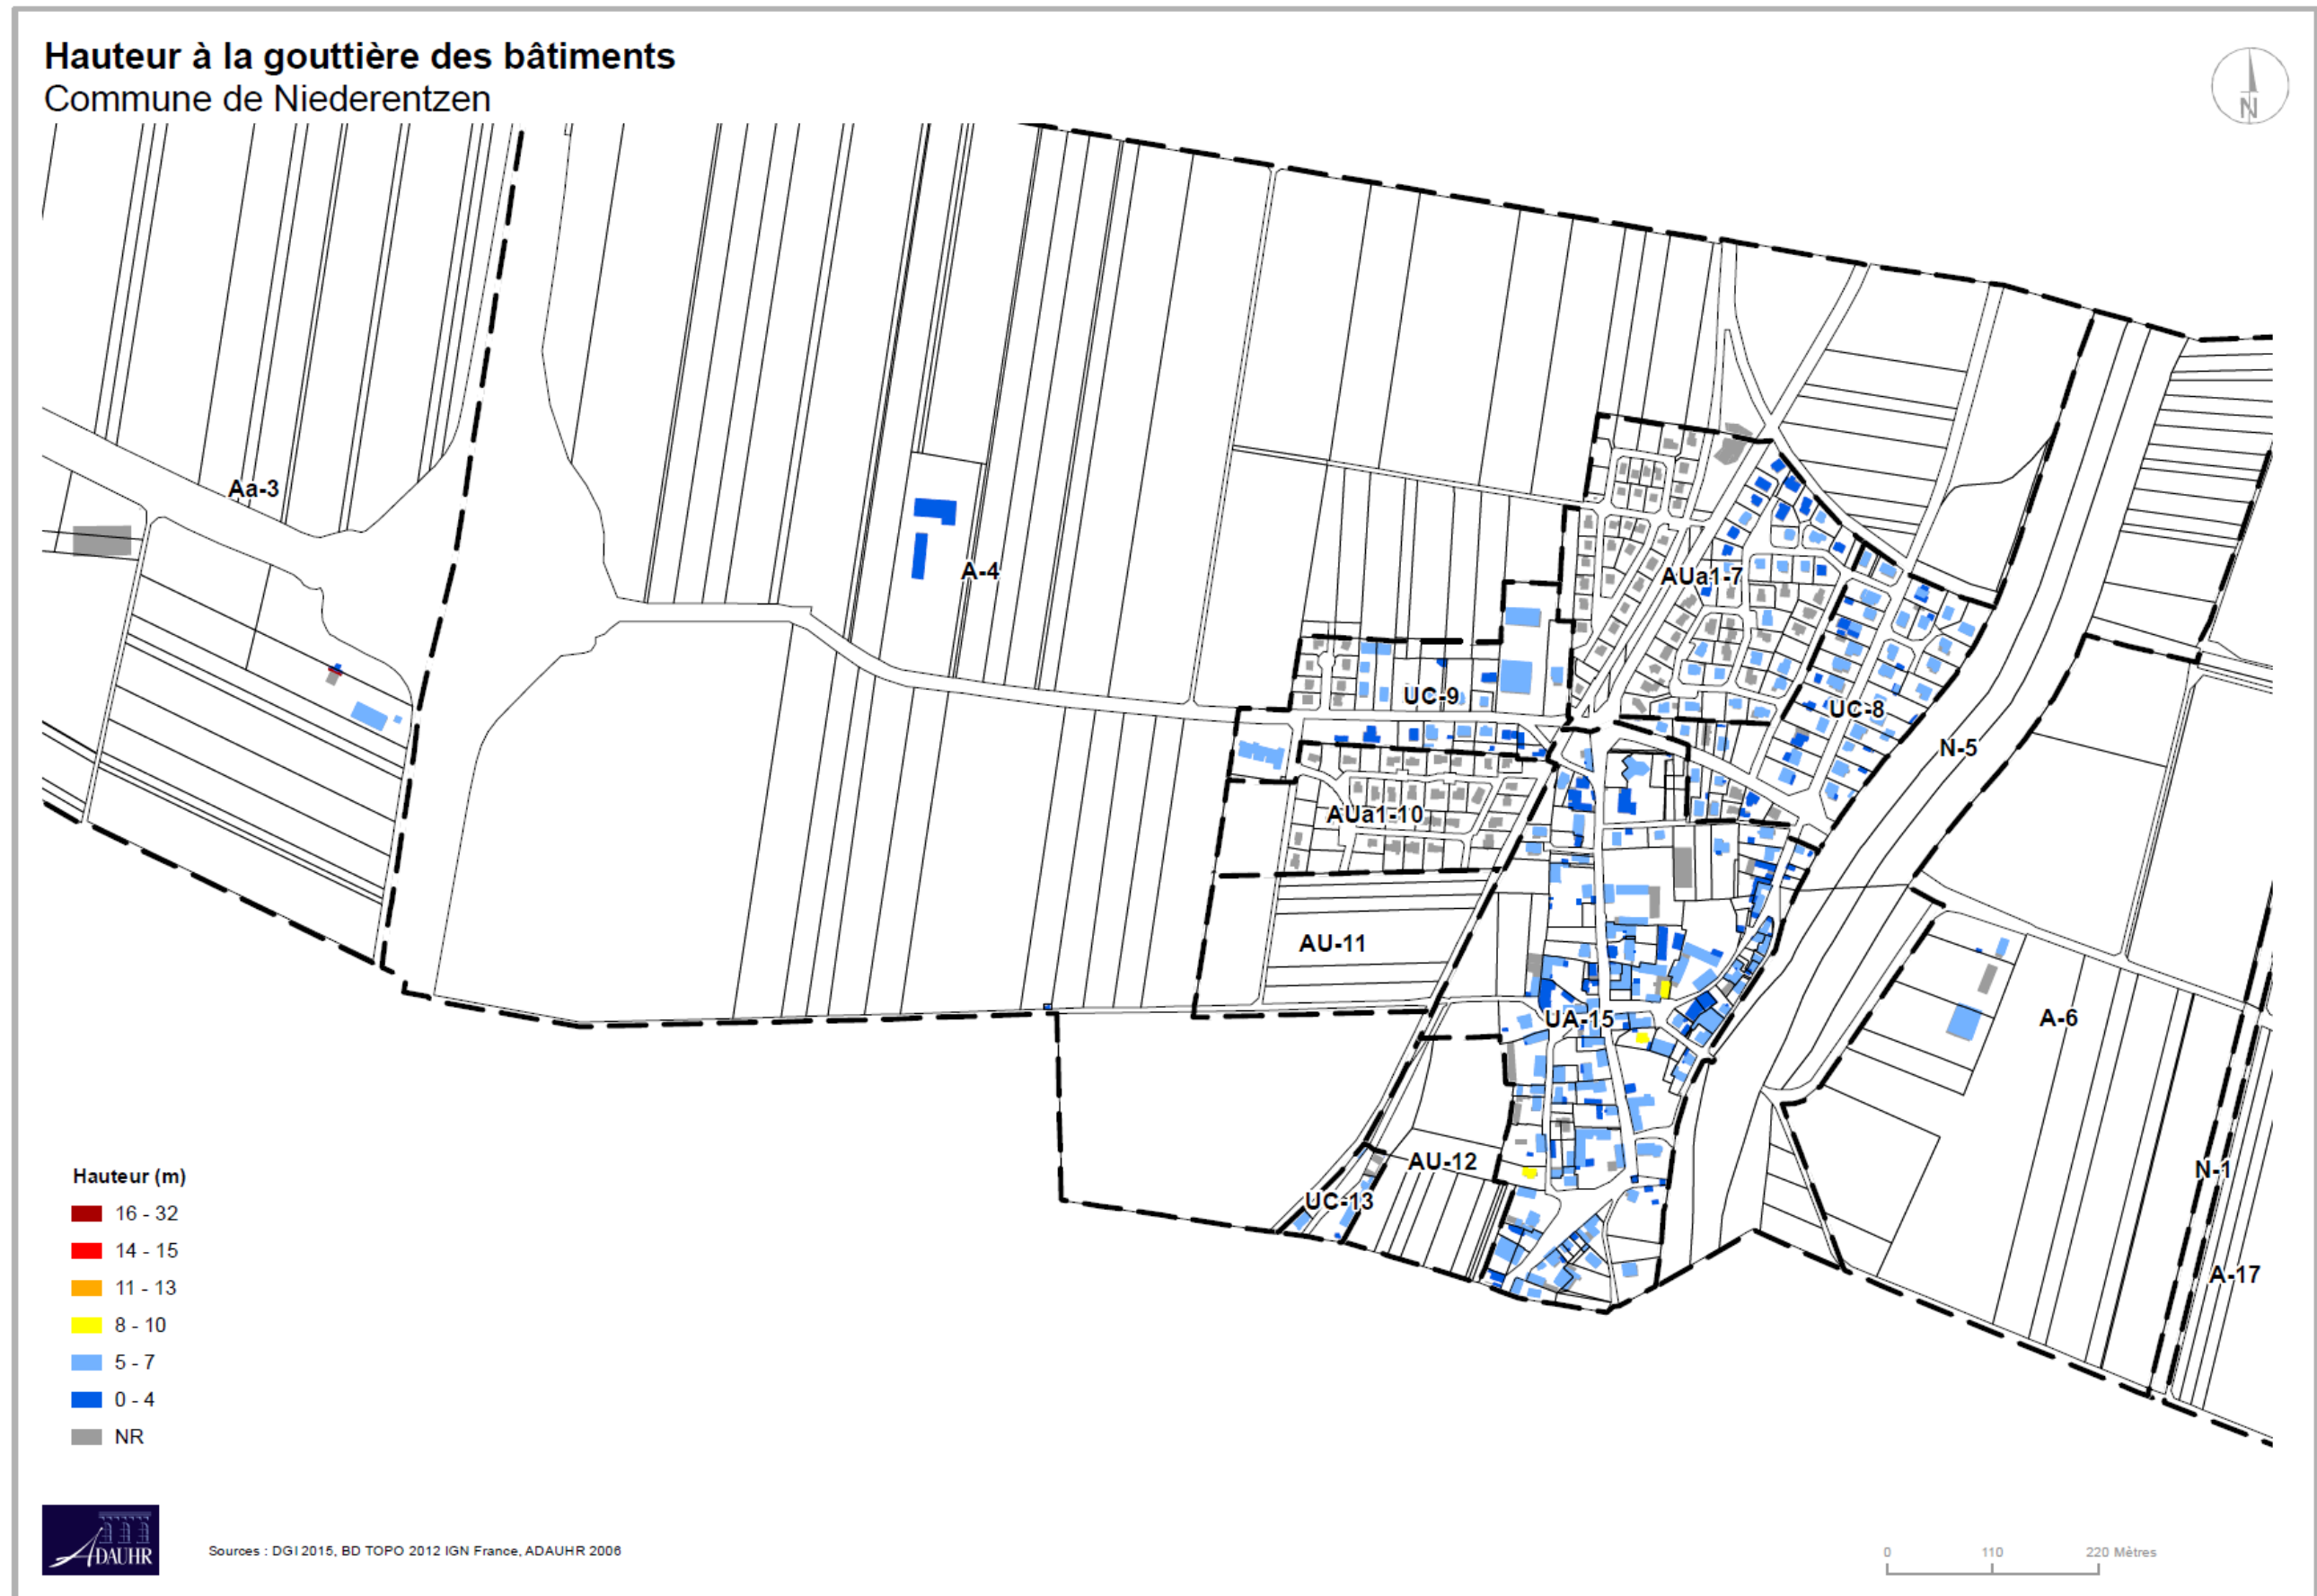 Hauteur à la gouttière des bâtiments
Commune de Niederentzen
N
Aa-3
A-4
AUa1-7
UC-9
UC-8
N-5
AUa1-10
AU-11
UA-15
A-6
AU-12
UC-13
N-1
A-17
Hauteur (m)
16 - 32
14 - 15
11 - 13
8 - 10
5 - 7
0 - 4
NR
ADAUHR
Sources : DGI 2015, BD TOPO 2012 IGN France, ADAUHR 2006
0 110 220 Mètres